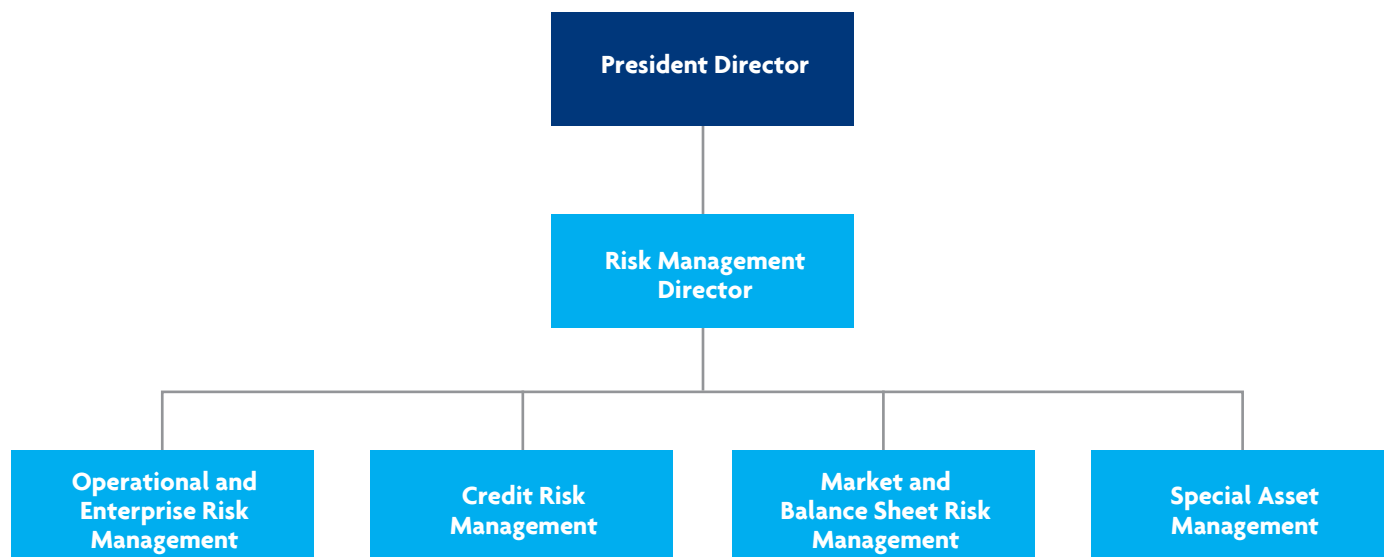 President Director
Risk Management
Director
Operational and
Enterprise Risk
Management
Credit Risk
Management
Market and
Balance Sheet Risk
Management
Special Asset
Management